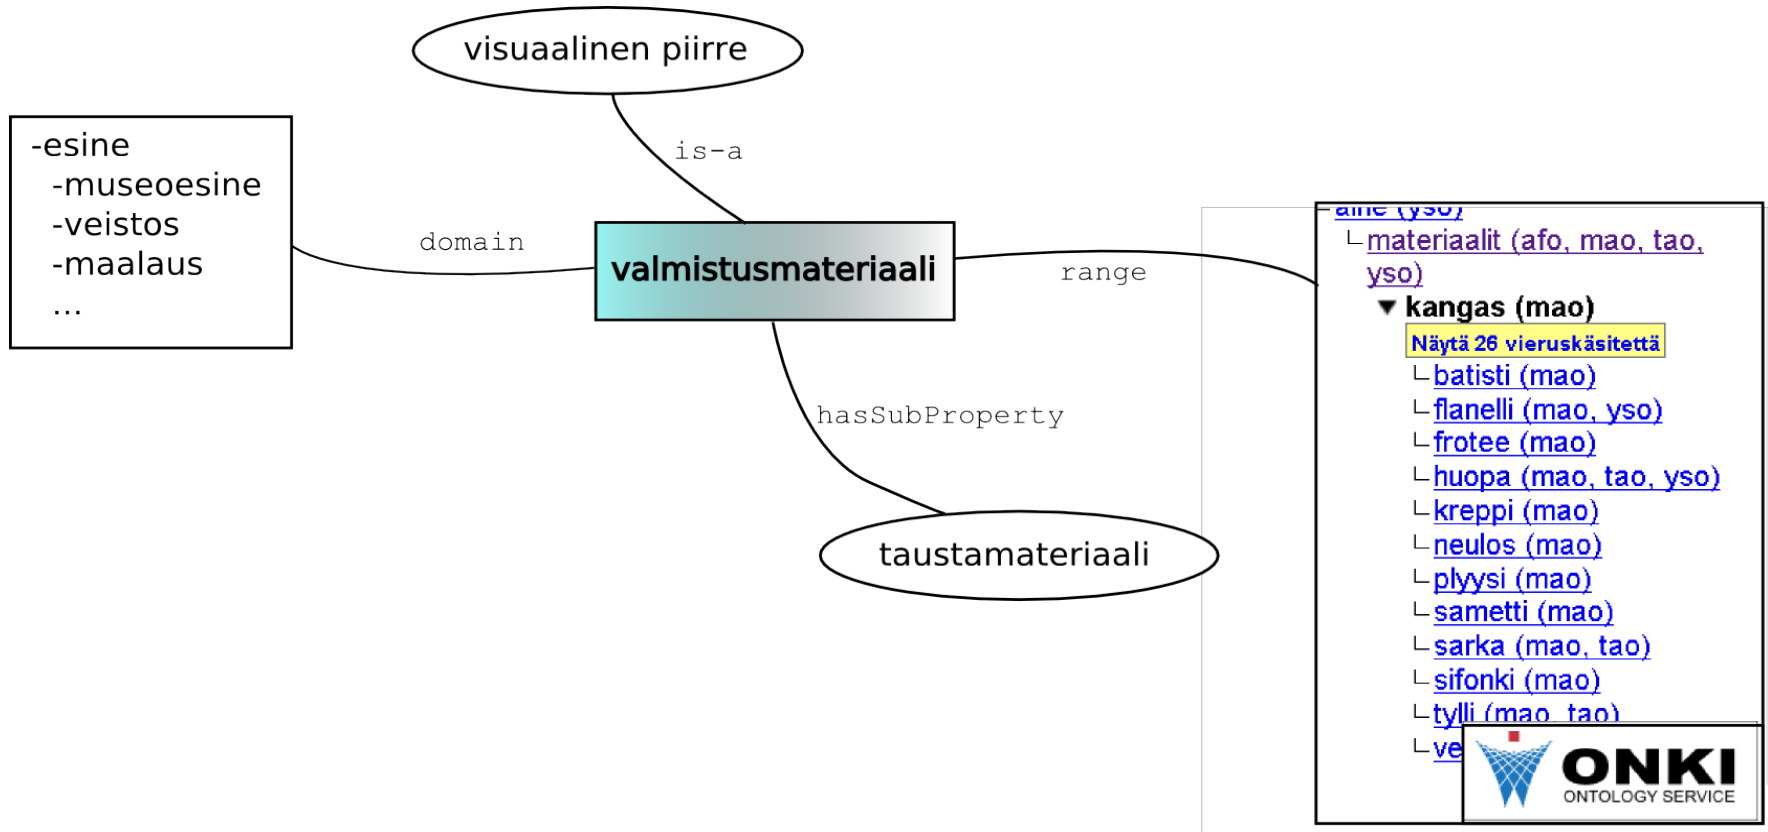 visuaalinen piirre
is-a
-esine
-museoesine
-veistos
-maalaus
...
domain
valmistusmateriaali
range
hasSubProperty
taustamateriaali
aine (yso)
materiaalit (afo, mao, tao,
yso)
kangas (mao)
Näytä 26 vieruskäsitettä
batisti (mao)
flanelli (mao, yso)
frotee (mao)
huopa (mao, tao, yso)
kreppi (mao)
neulos (mao)
plyysi (mao)
sametti (mao)
sarka (mao, tao)
sifonki (mao)
tylli (mao, tao)
ONKI
ONTOLOGY SERVICE